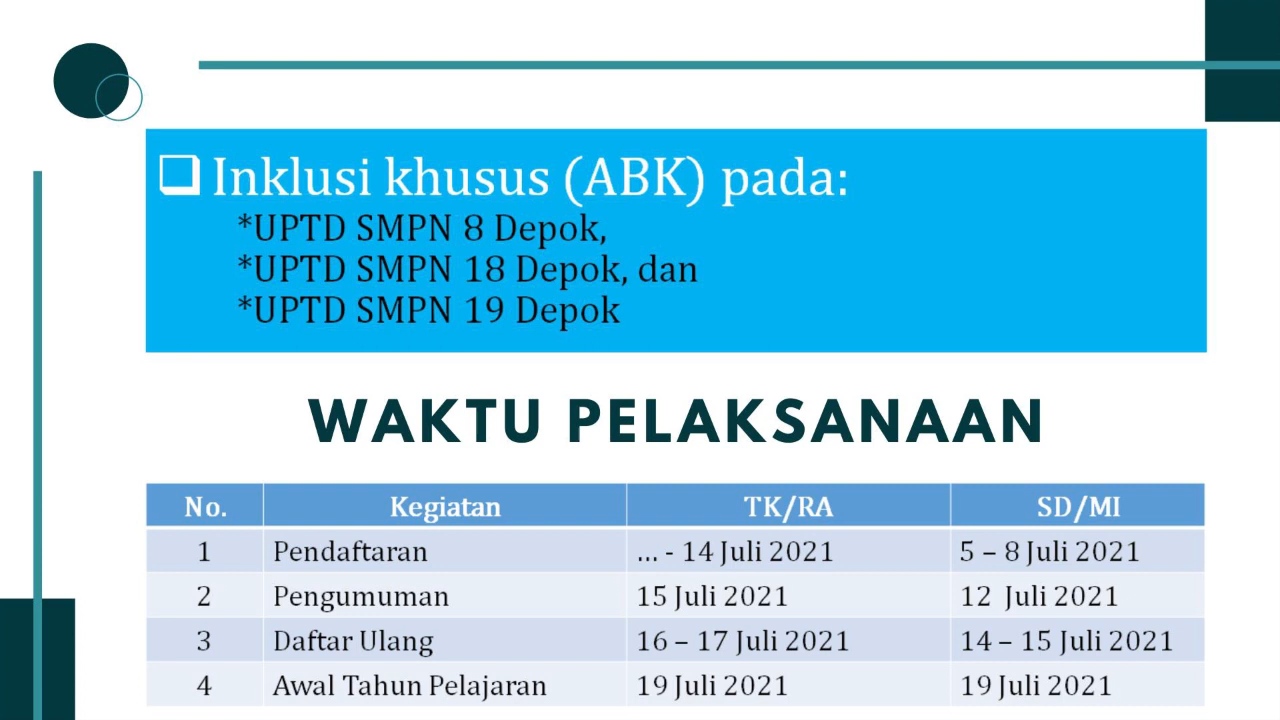 ❑ Inklusi khusus (ABK) pada:
*UPTD SMPN 8 Depok,
*UPTD SMPN 18 Depok, dan
*UPTD SMPN 19 Depok
WAKTU PELAKSANAAN
No. Kegiatan TK/RA SD/MI
1 Pendaftaran ... - 14 Juli 2021 5 – 8 Juli 2021
2 Pengumuman 15 Juli 2021 12 Juli 2021
3 Daftar Ulang 16 – 17 Juli 2021 14 – 15 Juli 2021
4 Awal Tahun Pelajaran 19 Juli 2021 19 Juli 2021